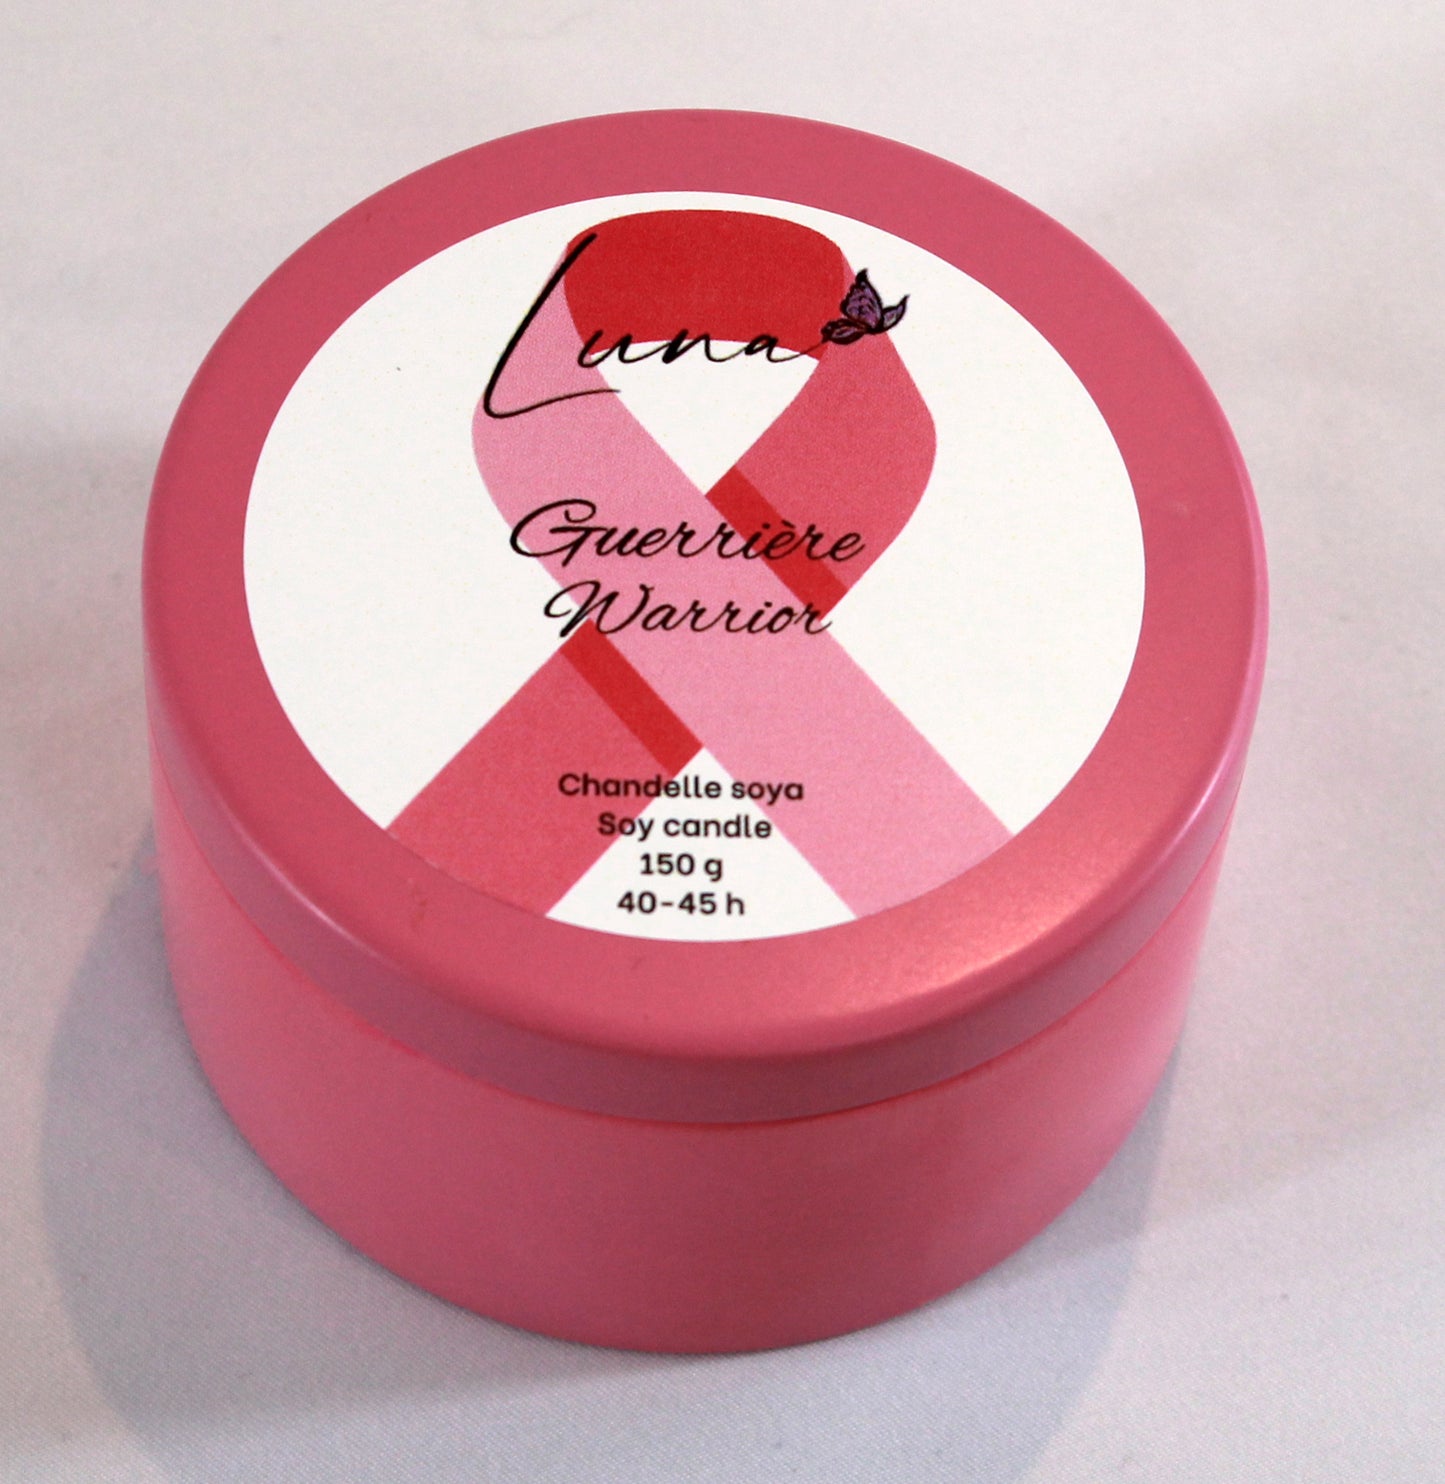 Luna
Guerrière
Warrior
Chandelle soya
Soy candle
150 g
40-45 h